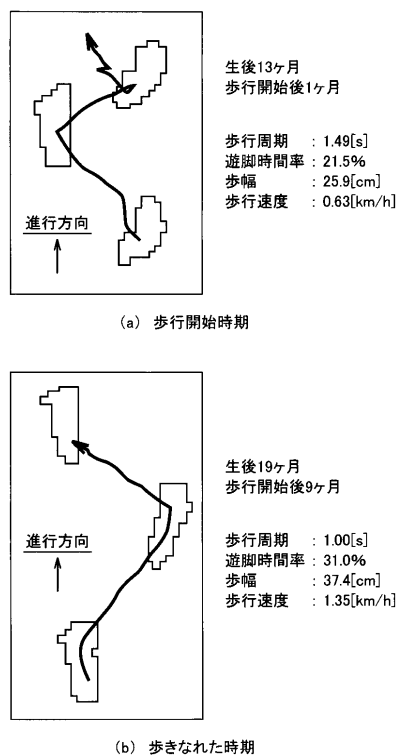 生後13ヶ月
歩行開始後1ヶ月
歩行周期 : 1.49[s]
遊脚時間率 : 21.5%
歩幅 : 25.9[cm]
歩行速度 : 0.63[km/h]
進行方向
(a) 歩行開始時期
生後19ヶ月
歩行開始後9ヶ月
歩行周期 : 1.00[s]
遊脚時間率 : 31.0%
歩幅 : 37.4[cm]
歩行速度 : 1.35[km/h]
進行方向
(b) 歩きなれた時期